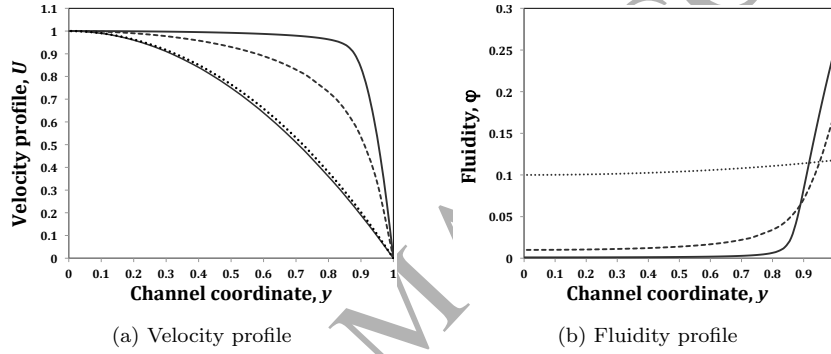 1.1
1
0.9
0.8
0.7
0.6
0.5
0.4
0.3
0.2
0.1
0
Velocity profile, U
0 0.1 0.2 0.3 0.4 0.5 0.6 0.7 0.8 0.9 1
Channel coordinate, y
(a) Velocity profile
0.3
0.25
0.2
0.15
0.1
0.05
0
Fluidity, φ
0 0.1 0.2 0.3 0.4 0.5 0.6 0.7 0.8 0.9
Channel coordinate, y
(b) Fluidity profile
M